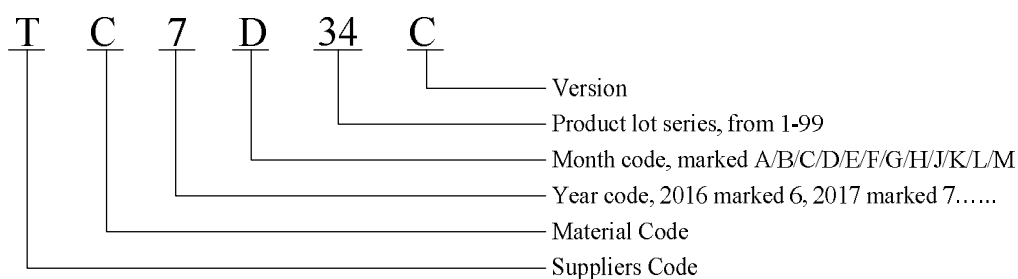 T C 7 D 34 C
Version
Product lot series, from 1-99
Month code, marked A/B/C/D/E/F/G/H/J/K/L/M
Year code, 2016 marked 6, 2017 marked 7…...
Material Code
Suppliers Code